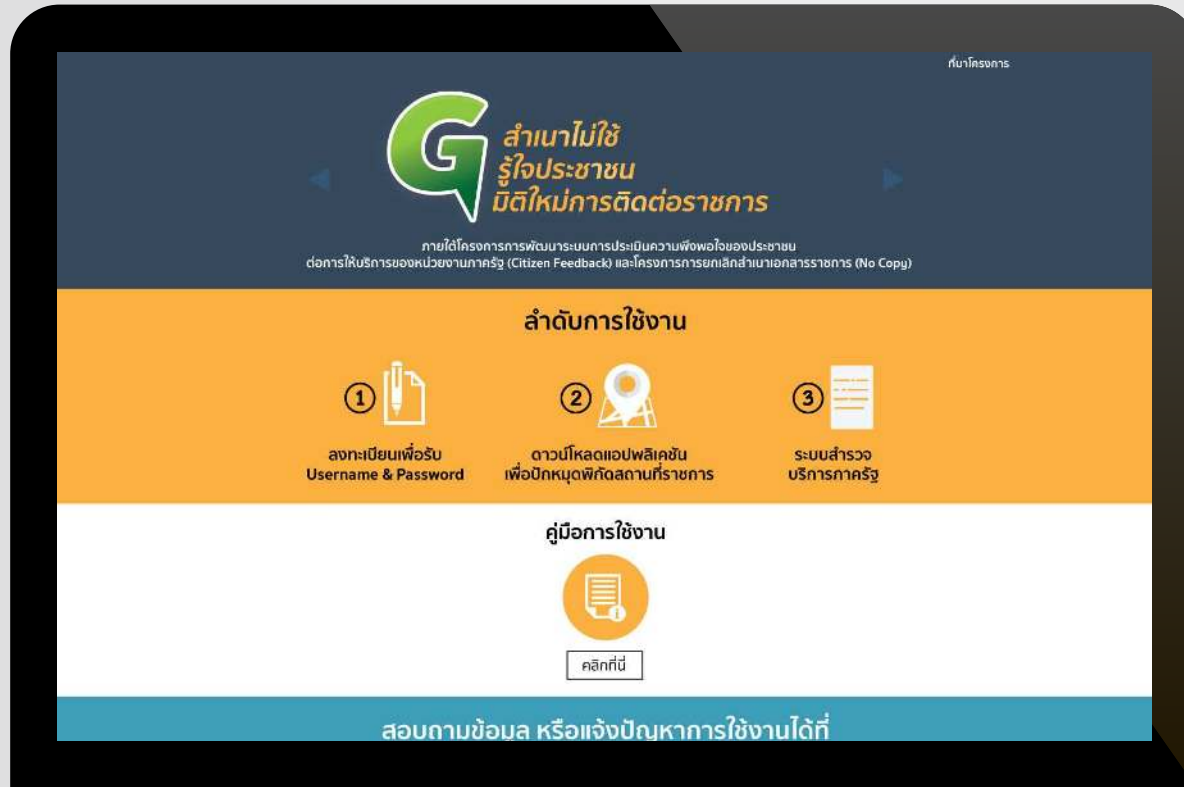 ที่มาโครงการ
G
สำเนาไม่ใช้
รู้ใจประชาชน
มิติใหม่การติดต่อราชการ
ภายใต้โครงการการพัฒนาระบบการประเมินความพึงพอใจของประชาชน
ต่อการให้บริการของหน่วยงานภาครัฐ (Citizen Feedback) และโครงการการยกเลิกสำเนาเอกสารราชการ (No Copy)
ลำดับการใช้งาน
1
ลงทะเบียนเพื่อรับ
Username & Password
2
ดาวน์โหลดแอปพลิเคชัน
เพื่อปักหมุดพิกัดสถานที่ราชการ
3
ระบบสำรวจ
บริการภาครัฐ
คู่มือการใช้งาน
คลิกที่นี่
สอบถามข้อมูล หรือแจ้งปัญหาการใช้งานได้ที่